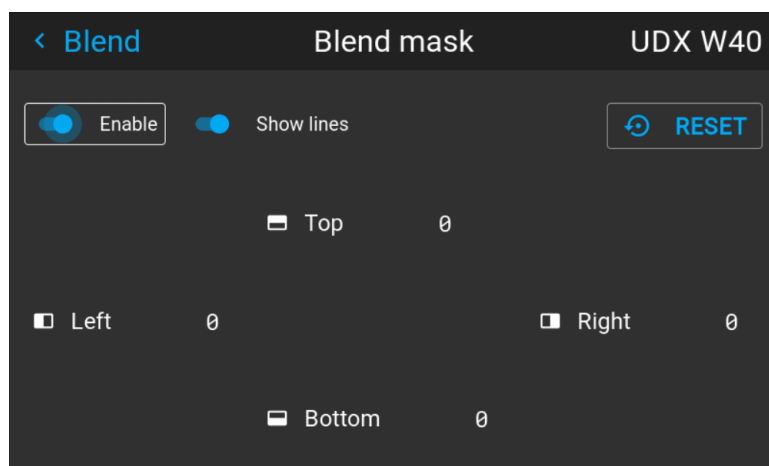 Blend Blend mask UDX W40
Enable Show lines RESET
Top 0
Left 0 Right 0
Bottom 0